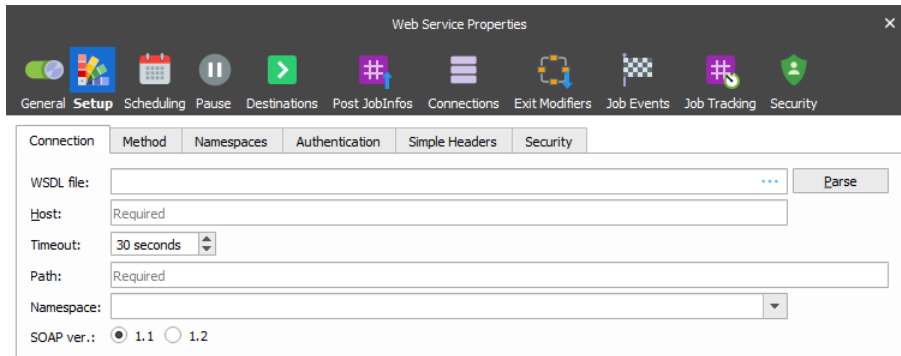 Web Service Properties
General Setup Scheduling Pause Destinations Post JobInfos Connections Exit Modifiers Job Events Job Tracking Security
Connection Method Namespaces Authentication Simple Headers Security
WSDL file: ... Parse
Host: Required
Timeout: 30 seconds
Path: Required
Namespace:
SOAP ver.: 1.1 1.2